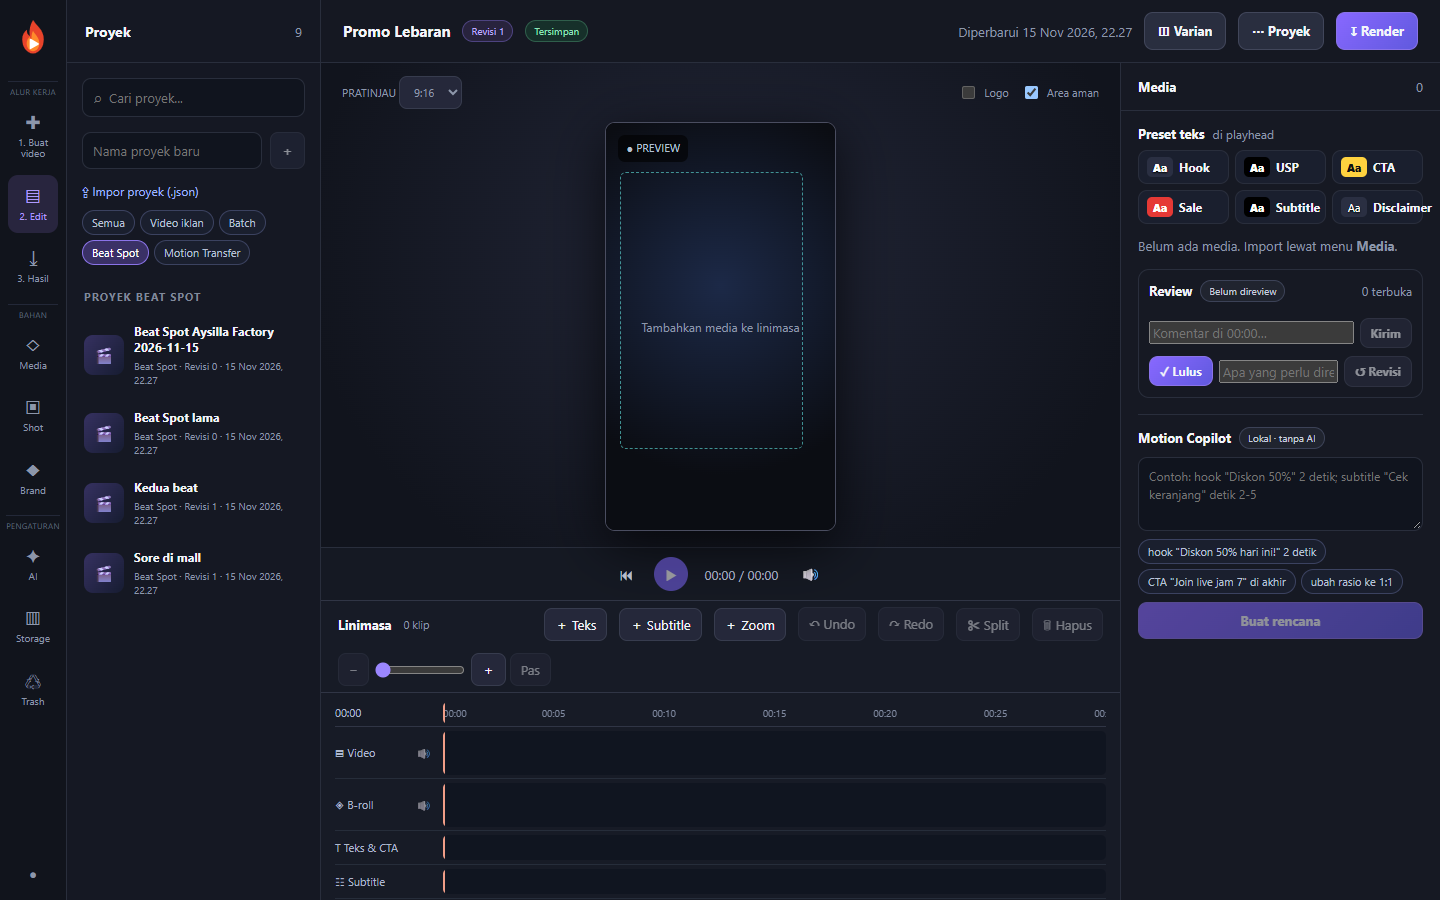 ALUR KERJA
1. Buat
video
2. Edit
3. Hasil
BAHAN
Media
Shot
Brand
PENGATURAN
AI
Storage
Trash
Proyek 9
Cari proyek...
Nama proyek baru +
Impor proyek (.json)
Semua Video iklan Batch
Beat Spot Motion Transfer
PROYEK BEAT SPOT
Beat Spot Aysilla Factory
2026-11-15
Beat Spot · Revisi 0 · 15 Nov 2026,
22.27
Beat Spot lama
Beat Spot · Revisi 0 · 15 Nov 2026,
22.27
Kedua beat
Beat Spot · Revisi 1 · 15 Nov 2026,
22.27
Sore di mall
Beat Spot · Revisi 1 · 15 Nov 2026,
22.27
Promo Lebaran Revisi 1 Tersimpan Diperbarui 15 Nov 2026, 22.27 Varian ··· Proyek Render
PRATINJAU 9:16 Logo Area aman
● PREVIEW
Tambahkan media ke linimasa
00:00 / 00:00
Linimasa 0 klip + Teks + Subtitle + Zoom Undo Redo Split Hapus
− + Pas
00:00 00:00 00:05 00:10 00:15 00:20 00:25 00:
Video
B-roll
T Teks & CTA
Subtitle
Media 0
Preset teks di playhead
Aa Hook Aa USP Aa CTA
Aa Sale Aa Subtitle Aa Disclaimer
Belum ada media. Import lewat menu Media.
Review Belum direview 0 terbuka
Komentar di 00:00... Kirim
✓ Lulus Apa yang perlu dire Revisi
Motion Copilot Lokal · tanpa AI
Contoh: hook "Diskon 50%" 2 detik; subtitle "Cek
keranjang" detik 2-5
hook "Diskon 50% hari ini!" 2 detik
CTA "Join live jam 7" di akhir ubah rasio ke 1:1
Buat rencana